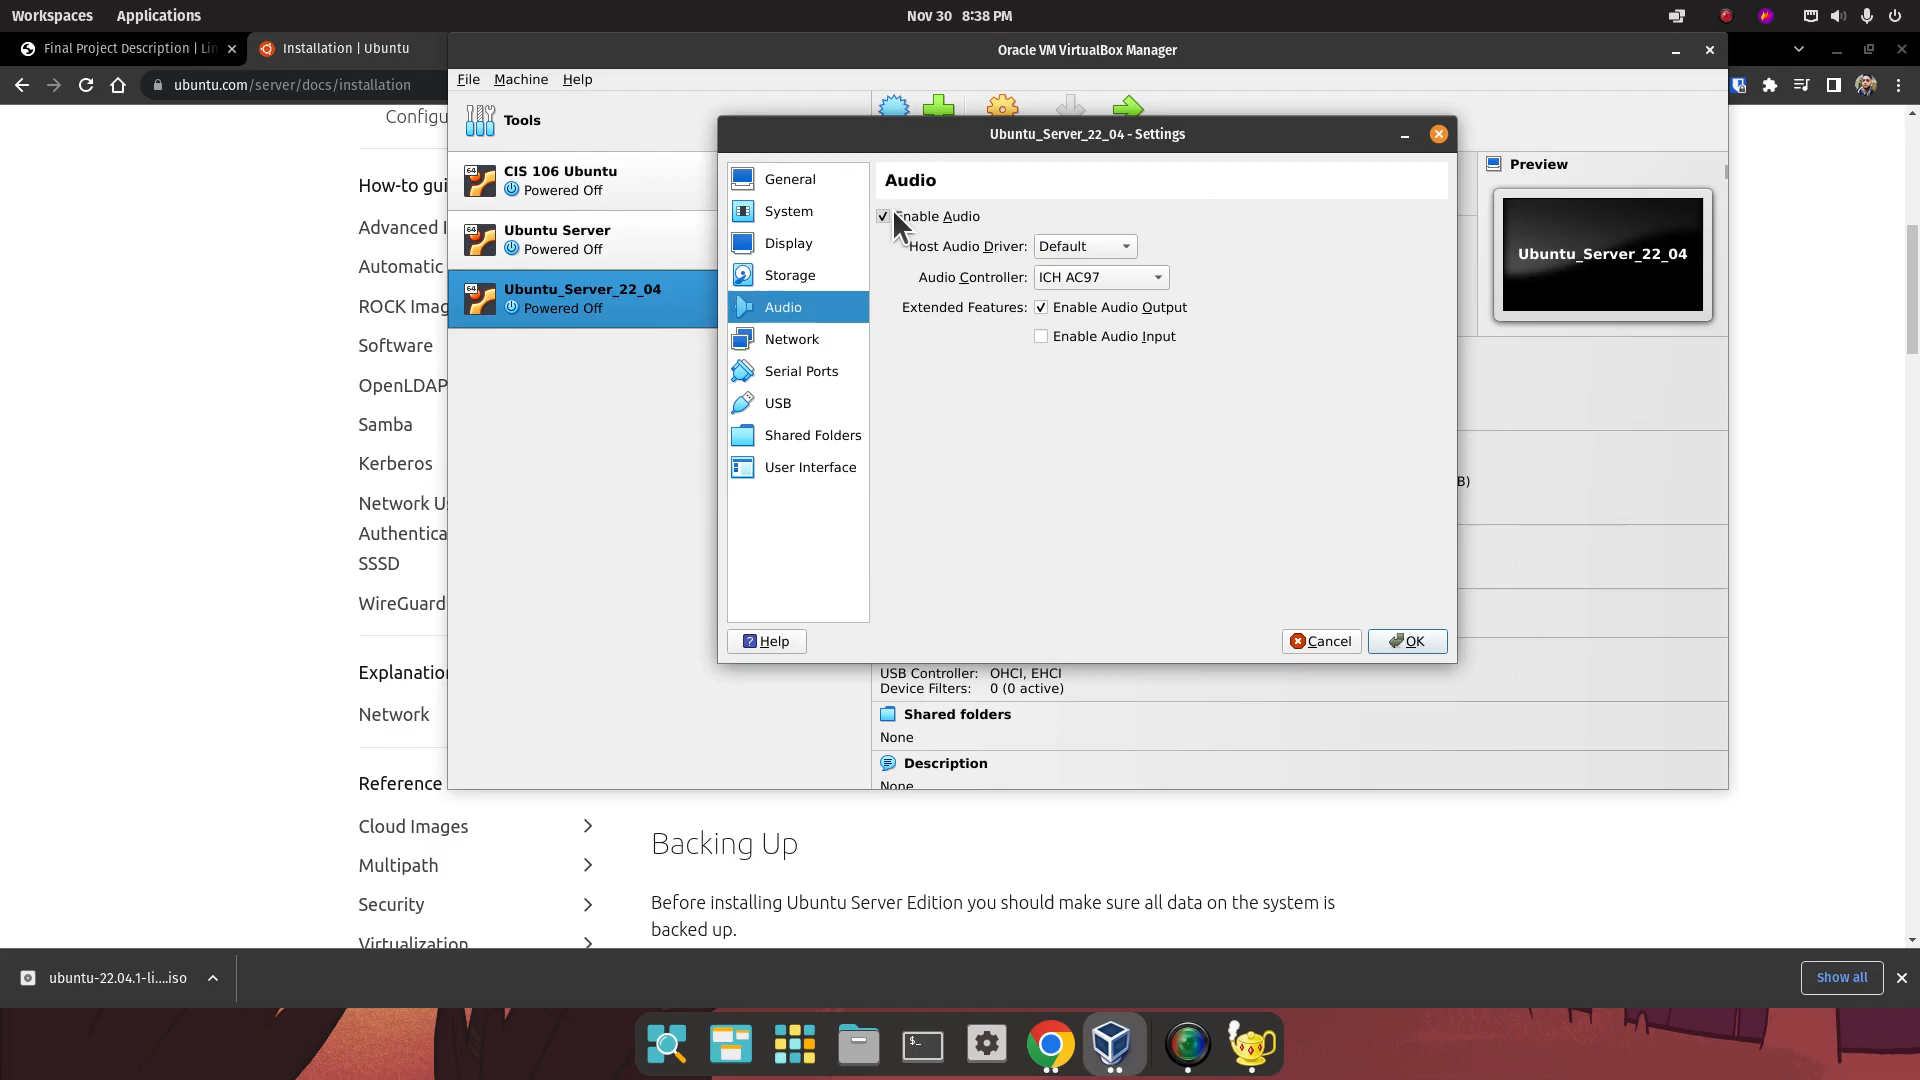 Workspaces
Applications
Nov 30 8:38 PM
Final Project Description | Lin
Installation | Ubuntu
ubuntu.com/server/docs/installation
Oracle VM VirtualBox Manager
File Machine Help
Tools
64
CIS 106 Ubuntu
Powered Off
64
Ubuntu Server
Powered Off
64
Ubuntu_Server_22_04
Powered Off
Ubuntu_Server_22_04 - Settings
General
System
Display
Storage
Audio
Network
Serial Ports
USB
Shared Folders
User Interface
Audio
Enable Audio
Host Audio Driver: Default
Audio Controller: ICH AC97
Extended Features: Enable Audio Output
Enable Audio Input
Help
Cancel
OK
Preview
Ubuntu_Server_22_04
B)
USB Controller: OHCI, EHCI
Device Filters: 0 (0 active)
Shared folders
None
Description
None
Configu
How-to gui
Advanced I
Automatic
ROCK Imag
Software
OpenLDAP
Samba
Kerberos
Network U
Authentica
SSSD
WireGuard
Explanation
Network
Reference
Cloud Images
Multipath
Security
Virtualization
Backing Up
Before installing Ubuntu Server Edition you should make sure all data on the system is
backed up.
ubuntu-22.04.1-li....iso
Show all
$_